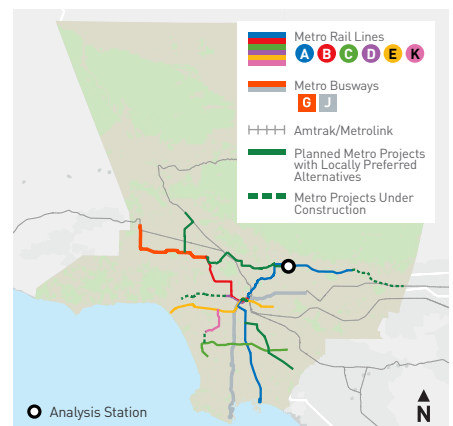 Metro Rail Lines
A B C D E K
Metro Busways
G J
Amtrak/Metrolink
Planned Metro Projects
with Locally Preferred
Alternatives
Metro Projects Under
Construction
Analysis Station
N